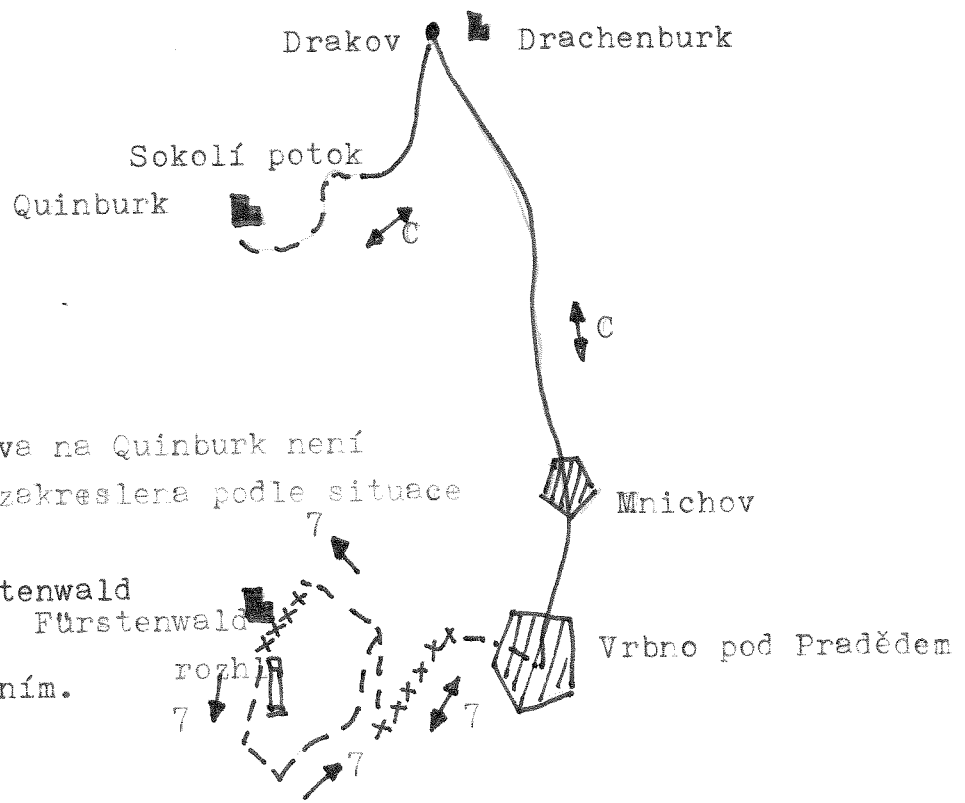 Drakov
Drachenburk
Sokolí potok
Quinburk
C
C
va na Quinburk není
zakreslena podle situace
Mnichov
7
tenwald
Fürstenwald
Vrbno pod Pradědem
rozhl
ním.
7
7
7